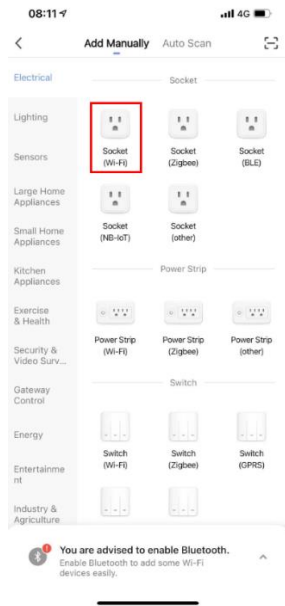 08:11
4G
Add Manually Auto Scan
Electrical
Lighting
Sensors
Large Home
Appliances
Small Home
Appliances
Kitchen
Appliances
Exercise
& Health
Security &
Video Surv...
Gateway
Control
Energy
Entertainme
nt
Industry &
Agriculture
Socket
Socket
(Wi-Fi)
Socket
(Zigbee)
Socket
(BLE)
Socket
(NB-IoT)
Socket
(other)
Power Strip
Power Strip
(Wi-Fi)
Power Strip
(Zigbee)
Power Strip
(other)
Switch
Switch
(Wi-Fi)
Switch
(Zigbee)
Switch
(GPRS)
You are advised to enable Bluetooth.
Enable Bluetooth to add some Wi-Fi
devices easily.